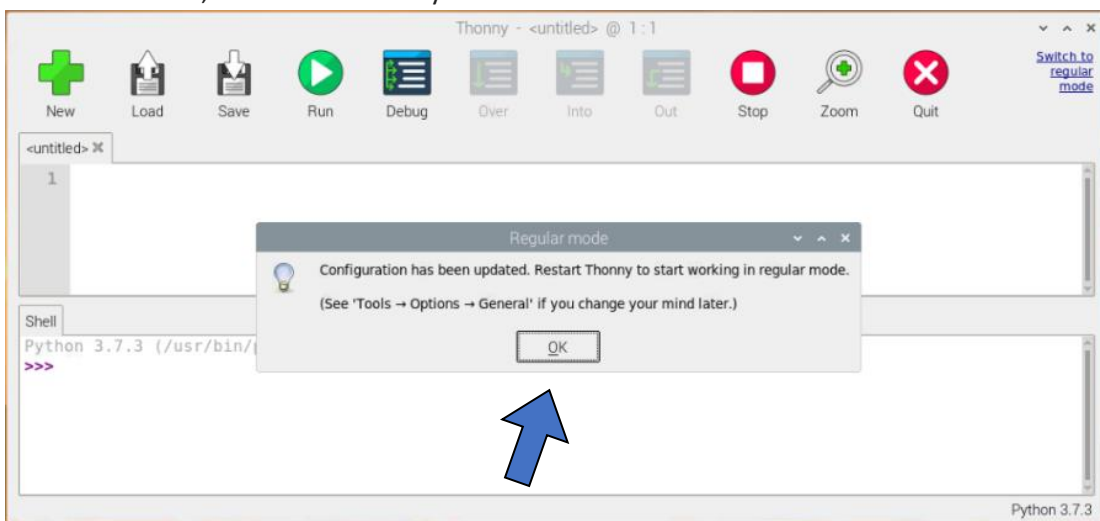 Thonny - <untitled> @ 1:1
Switch to
regular
mode
New Load Save Run Debug Over Into Out Stop Zoom Quit
<untitled>
1
Regular mode
Configuration has been updated. Restart Thonny to start working in regular mode.
(See 'Tools → Options → General' if you change your mind later.)
OK
Shell
Python 3.7.3 (/usr/bin/
>>>
Python 3.7.3